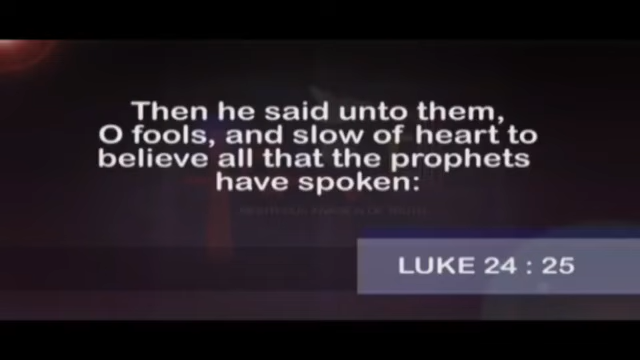 Then he said unto them,
O fools, and slow of heart to
believe all that the prophets
have spoken:
LUKE 24 : 25